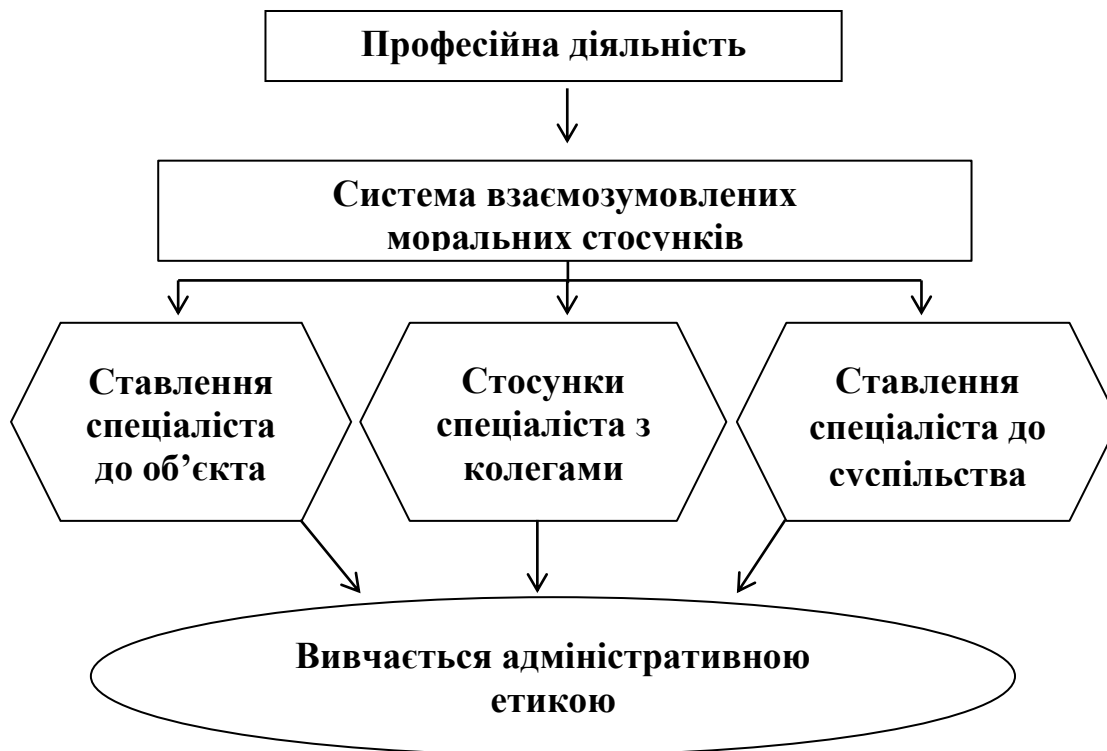 Професійна діяльність
Система взаємозумовлених
моральних стосунків
Ставлення
спеціаліста
до об’єкта
Стосунки
спеціаліста з
колегами
Ставлення
спеціаліста до
суспільства
Вивчається адміністративною
етикою